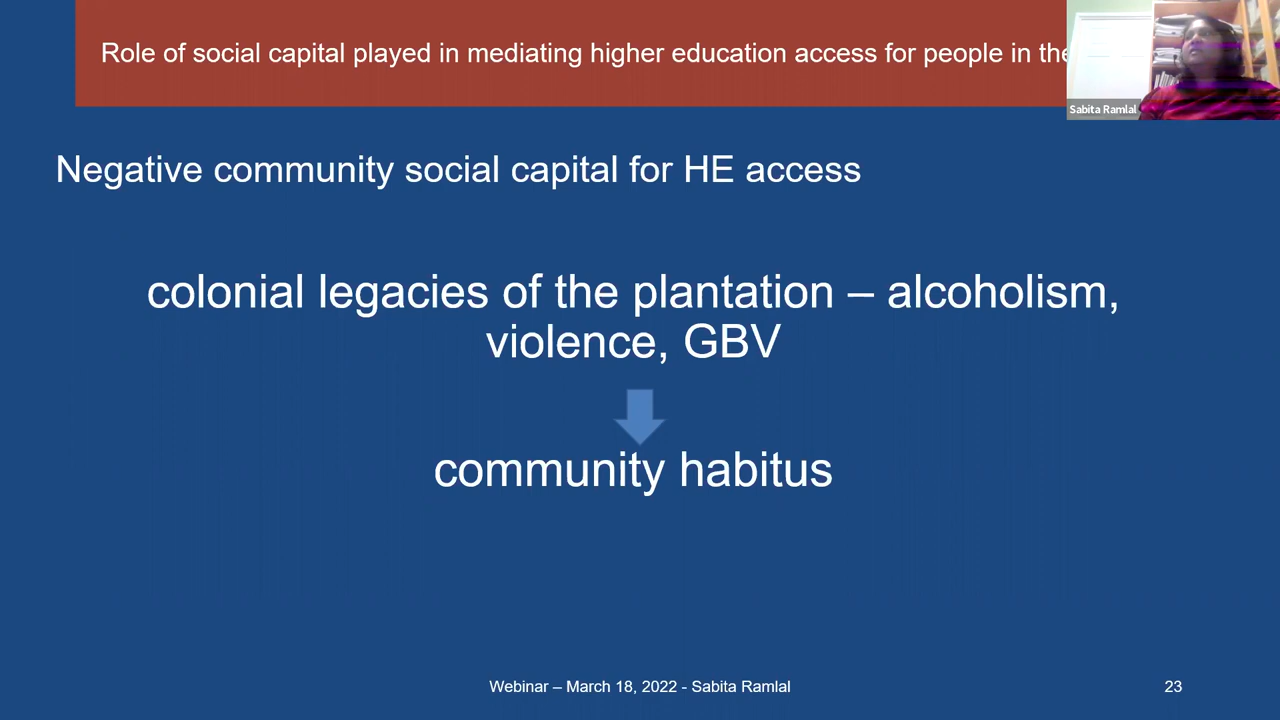 Role of social capital played in mediating higher education access for people in the
Sabita Ramlal
Negative community social capital for HE access
colonial legacies of the plantation – alcoholism,
violence, GBV
community habitus
Webinar – March 18, 2022 - Sabita Ramlal
23